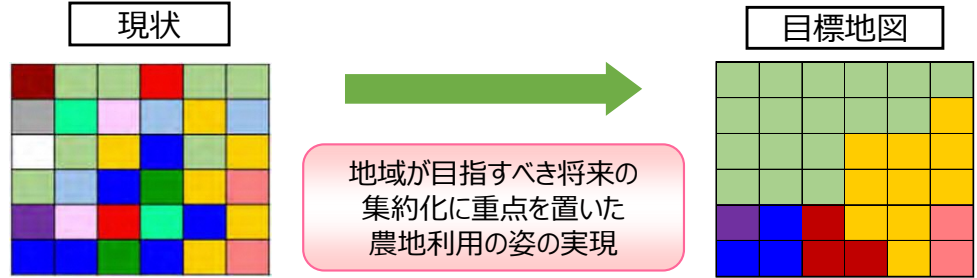 現状
目標地図
地域が目指すべき将来の
集約化に重点を置いた
農地利用の姿の実現